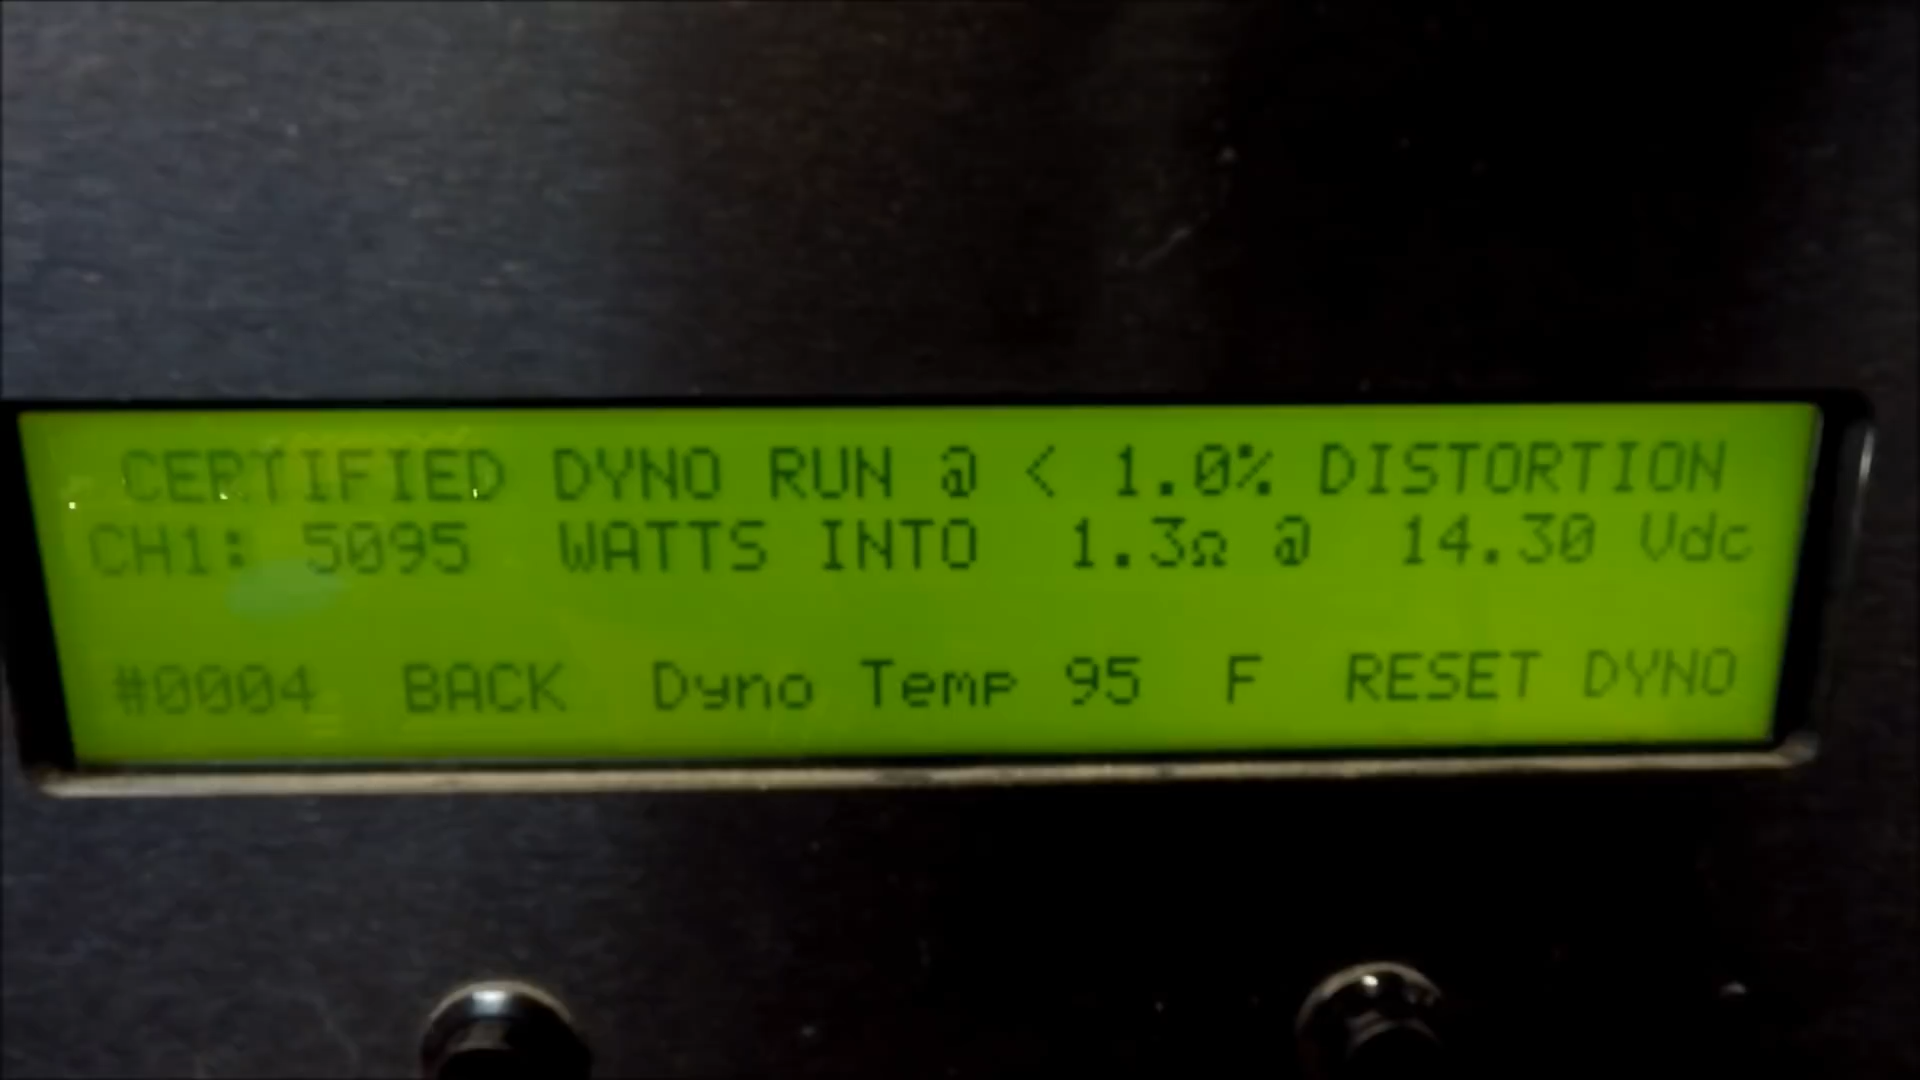 CERTIFIED DYNO RUN @ < 1.0% DISTORTION
CH1: 5095 WATTS INTO 1.3Ω @ 14.30 Vdc
#0004 BACK Dyno Temp 95 F RESET DYNO